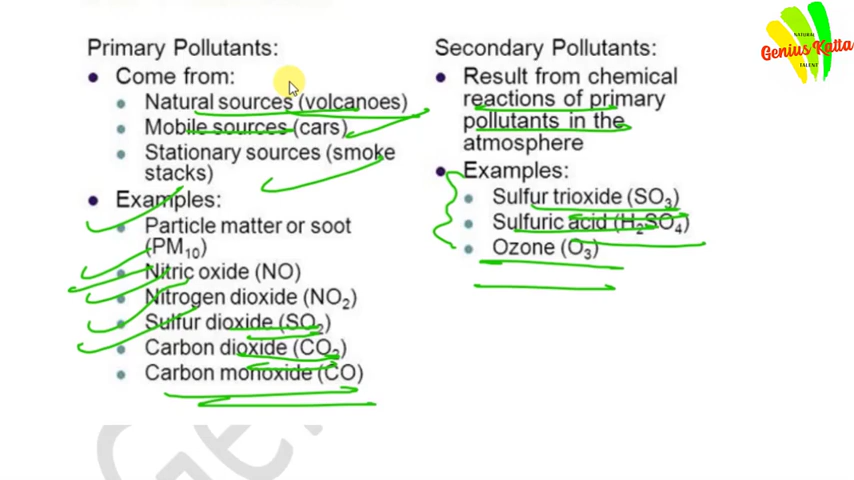 Primary Pollutants:
Come from:
Natural sources (volcanoes)
Mobile sources (cars)
Stationary sources (smoke
stacks)
Examples:
Particle matter or soot
(PM₁₀)
Nitric oxide (NO)
Nitrogen dioxide (NO₂)
Sulfur dioxide (SO₂)
Carbon dioxide (CO₂)
Carbon monoxide (CO)
Secondary Pollutants:
Result from chemical
reactions of primary
pollutants in the
atmosphere
Examples:
Sulfur trioxide (SO₃)
Sulfuric acid (H₂SO₄)
Ozone (O₃)
NATURAL
Genius Katta
TALENT